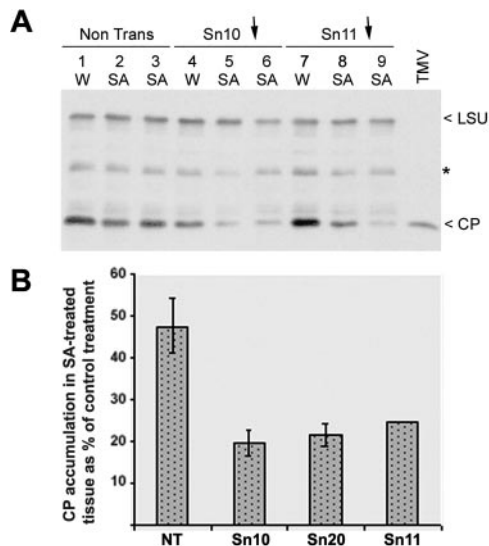 A
Non Trans Sn10 Sn11
1 2 3 4 5 6 7 8 9 TMV
W SA SA W SA SA W SA SA
< LSU
*
< CP
B
CP accumulation in SA-treated
tissue as % of control treatment
60
50
40
30
20
10
NT Sn10 Sn20 Sn11